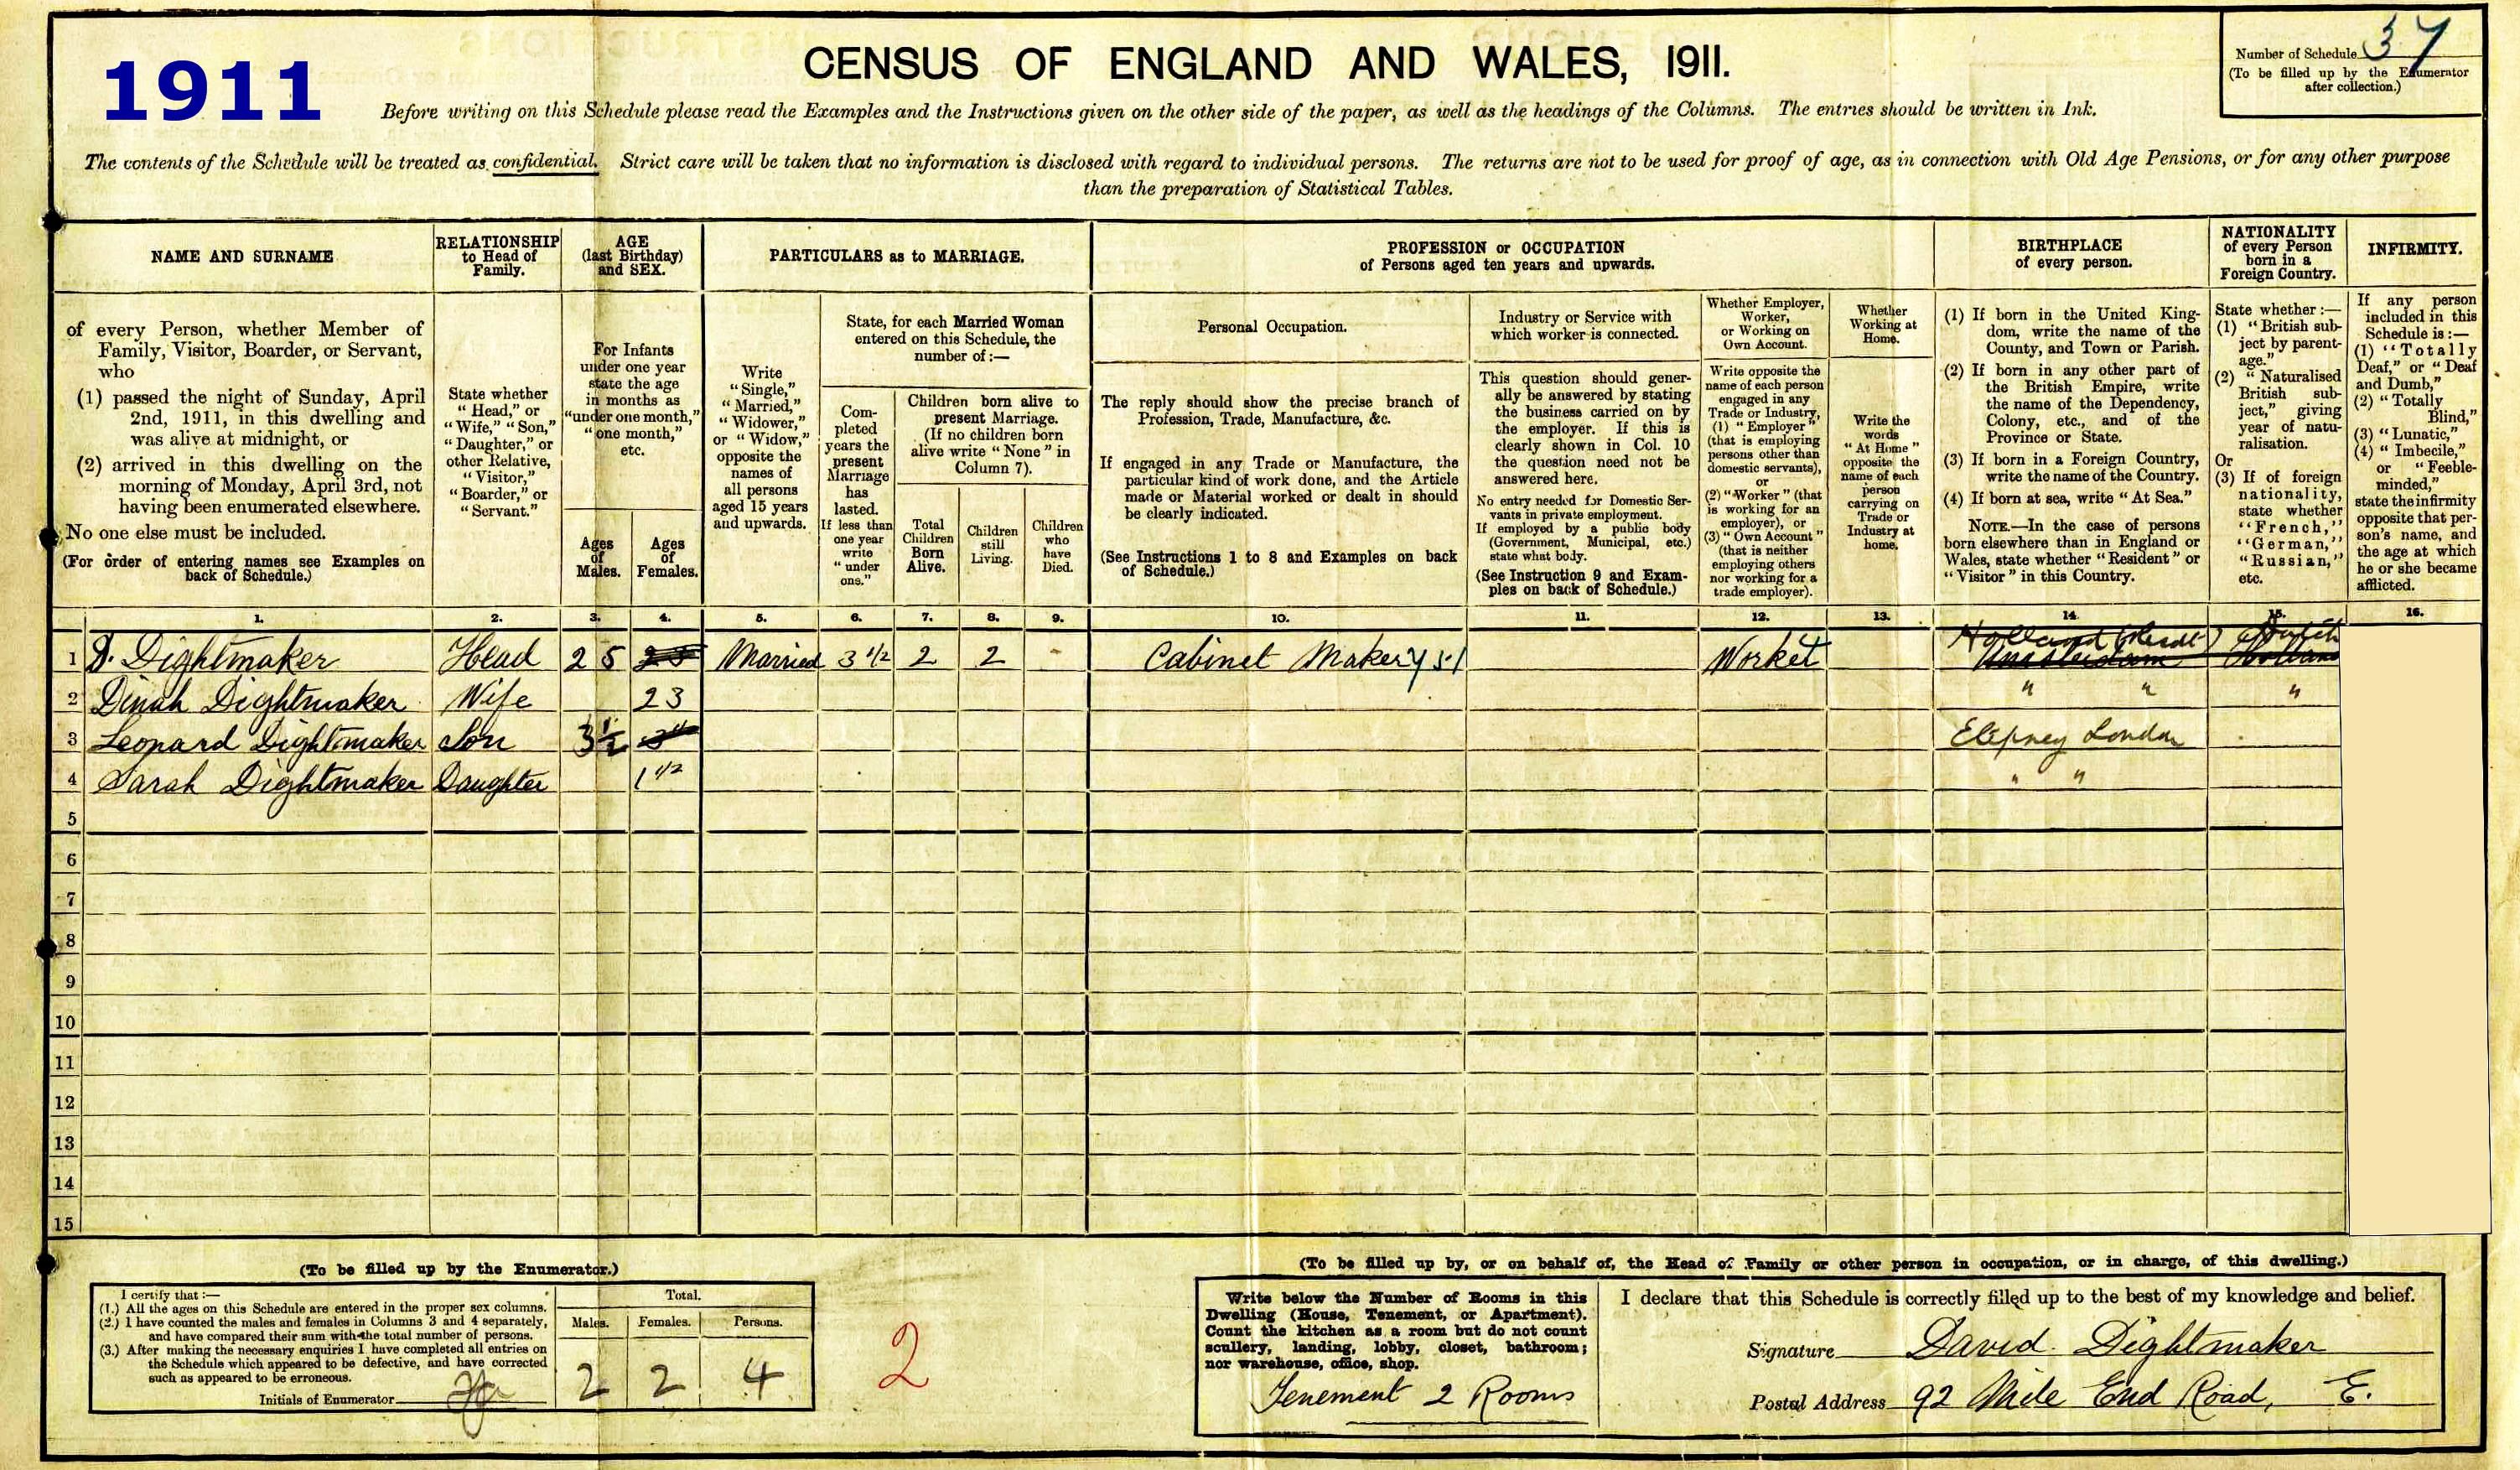 1911
CENSUS OF ENGLAND AND WALES, 1911.
Number of Schedule 37
(To be filled up by the Enumerator
after collection.)
Before writing on this Schedule please read the Examples and the Instructions given on the other side of the paper, as well as the headings of the Columns. The entries should be written in Ink.
The contents of the Schedule will be treated as confidential. Strict care will be taken that no information is disclosed with regard to individual persons. The returns are not to be used for proof of age, as in connection with Old Age Pensions, or for any other purpose
than the preparation of Statistical Tables.
NAME AND SURNAME
of every Person, whether Member of
Family, Visitor, Boarder, or Servant,
who
(1) passed the night of Sunday, April
2nd, 1911, in this dwelling and
was alive at midnight, or
(2) arrived in this dwelling on the
morning of Monday, April 3rd, not
having been enumerated elsewhere.
No one else must be included.
(For order of entering names see Examples on
back of Schedule.)
RELATIONSHIP
to Head of
Family.
State whether
"Head," or
"Wife," "Son,"
"Daughter," or
other Relative,
"Visitor,"
"Boarder," or
"Servant."
AGE
(last Birthday)
and SEX.
For Infants
under one year
state the age
in months as
"under one month,"
"one month,"
etc.
Ages
of
Males.
Ages
of
Females.
PARTICULARS as to MARRIAGE.
Write
"Single,"
"Married,"
"Widower,"
or "Widow,"
opposite the
names of
all persons
aged 15 years
and upwards.
State, for each Married Woman
entered on this Schedule, the
number of:—
Com-
pleted
years the
present
Marriage
has
lasted.
If less than
one year
write
"under
one."
Children born alive to
present Marriage.
(If no children born
alive write "None" in
Column 7).
Total
Children
Born
Alive.
Children
still
Living.
Children
who
have
Died.
PROFESSION or OCCUPATION
of Persons aged ten years and upwards.
Personal Occupation.
The reply should show the precise branch of
Profession, Trade, Manufacture, &c.
If engaged in any Trade or Manufacture, the
particular kind of work done, and the Article
made or Material worked or dealt in should
be clearly indicated.
(See Instructions 1 to 8 and Examples on back
of Schedule.)
Industry or Service with
which worker is connected.
This question should gener-
ally be answered by stating
the business carried on by
the employer. If this is
clearly shown in Col. 10
the question need not be
answered here.
No entry needed for Domestic Ser-
vants in private employment.
If employed by a public body
(Government, Municipal, etc.)
state what body.
(See Instruction 9 and Exam-
ples on back of Schedule.)
Whether Employer,
Worker,
or Working on
Own Account.
Write opposite the
name of each person
engaged in any
Trade or Industry,
(1) "Employer"
(that is employing
persons other than
domestic servants),
or
(2) "Worker" (that
is working for an
employer), or
(3) "Own Account"
(that is neither
employing others
nor working for a
trade employer).
Whether
Working at
Home.
Write the
words
"At Home"
opposite the
name of each
person
carrying on
Trade or
Industry at
home.
BIRTHPLACE
of every person.
(1) If born in the United King-
dom, write the name of the
County, and Town or Parish.
(2) If born in any other part of
the British Empire, write
the name of the Dependency,
Colony, etc., and of the
Province or State.
(3) If born in a Foreign Country,
write the name of the Country.
(4) If born at sea, write "At Sea."
NOTE.—In the case of persons
born elsewhere than in England or
Wales, state whether "Resident" or
"Visitor" in this Country.
NATIONALITY
of every Person
born in a
Foreign Country.
State whether:—
(1) "British sub-
ject by parent-
age."
(2) "Naturalised
British sub-
ject," giving
year of natu-
ralisation.
Or
(3) If of foreign
nationality,
state whether
"French,"
"German,"
"Russian,"
etc.
INFIRMITY.
If any person
included in this
Schedule is:—
(1) "Totally
Deaf," or "Deaf
and Dumb,"
(2) "Totally
Blind,"
(3) "Lunatic,"
(4) "Imbecile,"
or "Feeble-
minded,"
state the infirmity
opposite that per-
son's name, and
the age at which
he or she became
afflicted.
1. 2. 3. 4. 5. 6. 7. 8. 9. 10. 11. 12. 13. 14. 15. 16.
1 D. Dightmaker Head 25 Married 3 1/2 2 2 - Cabinet Maker 451 Worker Holland (Resdt) Dutch
Amsterdam Holland
2 Dinah Dightmaker Wife 23 " " "
3 Leonard Dightmaker Son 3 1/2 Stepney London
4 Sarah Dightmaker Daughter 1 1/2 " "
5
6
7
8
9
10
11
12
13
14
15
(To be filled up by the Enumerator.)
I certify that:—
(1.) All the ages on this Schedule are entered in the proper sex columns.
(2.) I have counted the males and females in Columns 3 and 4 separately,
and have compared their sum with the total number of persons.
(3.) After making the necessary enquiries I have completed all entries on
the Schedule which appeared to be defective, and have corrected
such as appeared to be erroneous.
Initials of Enumerator
Total.
Males. Females. Persons.
2 2 4
2
(To be filled up by, or on behalf of, the Head of Family or other person in occupation, or in charge, of this dwelling.)
Write below the Number of Rooms in this
Dwelling (House, Tenement, or Apartment).
Count the kitchen as a room but do not count
scullery, landing, lobby, closet, bathroom;
nor warehouse, office, shop.
Tenement 2 Rooms
I declare that this Schedule is correctly filled up to the best of my knowledge and belief.
Signature David Dightmaker
Postal Address 92 Mile End Road, E.